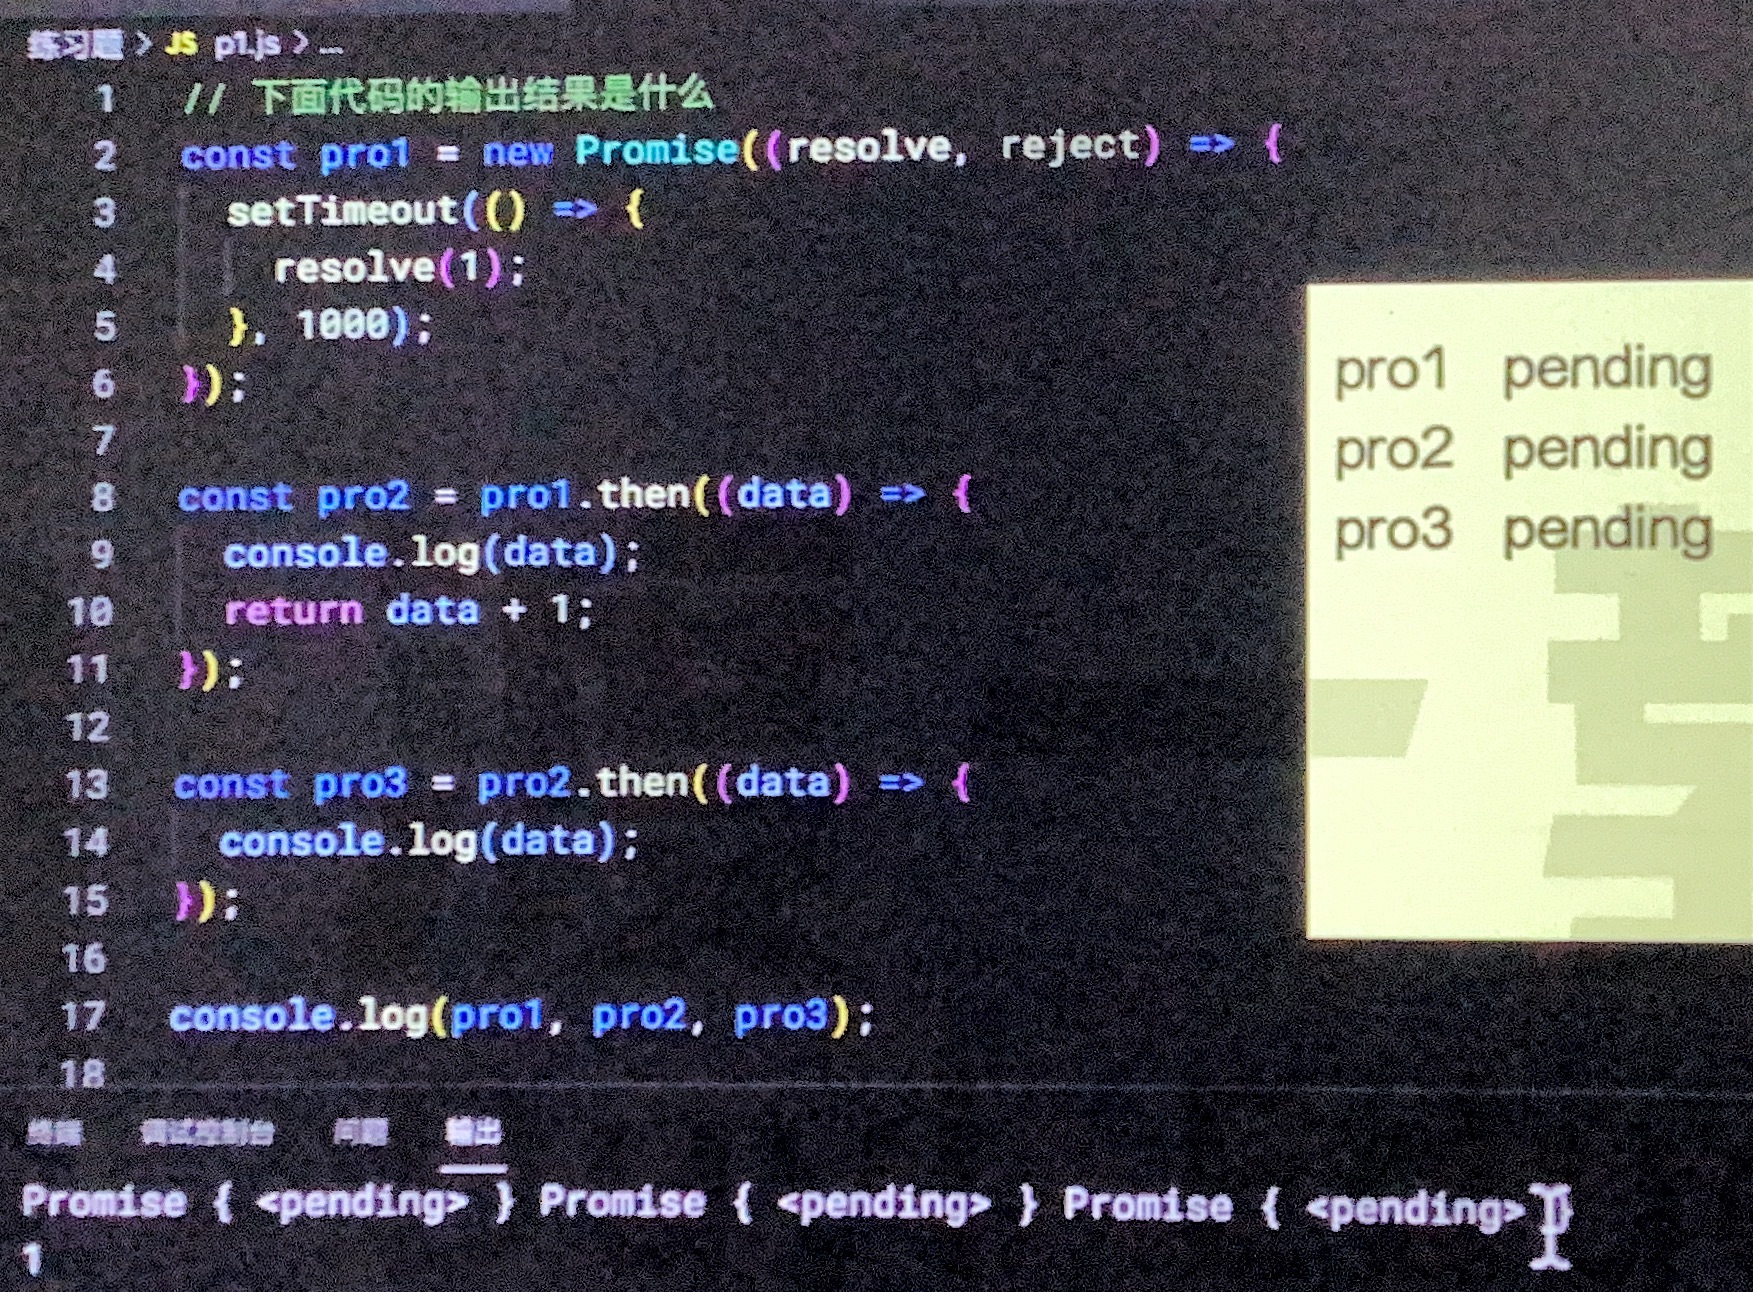 练习题 > JS p1.js > ...
1 // 下面代码的输出结果是什么
2 const pro1 = new Promise((resolve, reject) => {
3 setTimeout(() => {
4 resolve(1);
5 }, 1000);
6 });
7
8 const pro2 = pro1.then((data) => {
9 console.log(data);
10 return data + 1;
11 });
12
13 const pro3 = pro2.then((data) => {
14 console.log(data);
15 });
16
17 console.log(pro1, pro2, pro3);
18
pro1 pending
pro2 pending
pro3 pending
终端 调试控制台 问题 输出
Promise { <pending> } Promise { <pending> } Promise { <pending> }
1